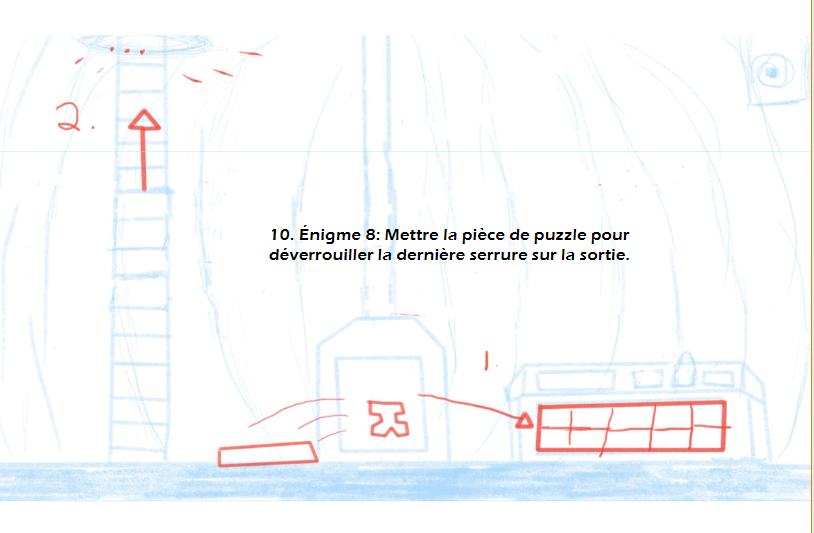 2.
10. Énigme 8: Mettre la pièce de puzzle pour
déverrouiller la dernière serrure sur la sortie.
1.